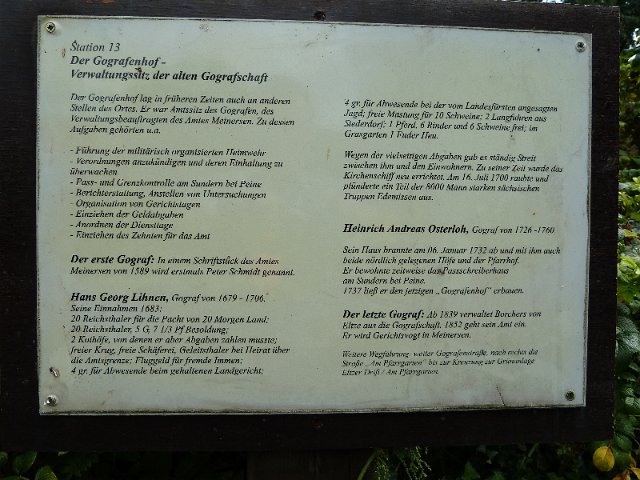 Station 13
Der Gografenhof -
Verwaltungssitz der alten Gografschaft
Der Gografenhof lag in früheren Zeiten auch an anderen
Stellen des Ortes. Er war Amtssitz des Gografen, des
Verwaltungsbeauftragten des Amtes Meinersen. Zu dessen
Aufgaben gehörten u.a.
- Führung der militärisch organisierten Heimwehr
- Verordnungen anzukündigen und deren Einhaltung zu
überwachen
- Pass- und Grenzkontrolle am Sundern bei Peine
- Berichterstattung, Anstellen von Untersuchungen
- Organisation von Gerichtstagen
- Einziehen der Geldabgaben
- Anordnen der Diensttage
- Einziehen des Zehnten für das Amt
Der erste Gograf: In einem Schriftstück des Amtes
Meinersen von 1589 wird erstmals Peter Schmidt genannt.
Hans Georg Lihnen, Gograf von 1679 - 1706.
Seine Einnahmen 1683:
20 Reichsthaler für die Pacht von 20 Morgen Land;
20 Reichsthaler, 5 G, 7 1/3 Pf Besoldung;
2 Kothöfe, von denen er aber Abgaben zahlen musste;
freier Krug, freie Schäferei, Geleitsthaler bei Heirat über
die Amtsgrenze; Fluggeld für fremde Immen;
4 gr. für Abwesende beim gehaltenen Landgericht;
4 gr. für Abwesende bei der vom Landesfürsten angesagten
Jagd; freie Mastung für 10 Schweine; 2 Langfuhren aus
Stederdorf; 1 Pferd, 6 Rinder und 6 Schweine frei; im
Grasgarten 1 Fuder Heu.
Wegen der vielseitigen Abgaben gab es ständig Streit
zwischen ihm und den Einwohnern. Zu seiner Zeit wurde das
Kirchenschiff neu errichtet. Am 16. Juli 1700 raubte und
plünderte ein Teil der 8000 Mann starken sächsischen
Truppen Edemissen aus.
Heinrich Andreas Osterloh, Gograf von 1726 -1760
Sein Haus brannte am 06. Januar 1732 ab und mit ihm auch
beide nördlich gelegenen Höfe und der Pfarrhof.
Er bewohnte zeitweise das Passschreiberhaus
am Sundern bei Peine.
1737 ließ er den jetzigen „Gografenhof" erbauen.
Der letzte Gograf: Ab 1839 verwaltet Borchers von
Eltze aus die Gografschaft. 1852 geht sein Amt ein.
Er wird Gerichtsvogt in Meinersen.
Weitere Wegführung: weiter Gografenstraße, nach rechts die
Straße „Am Pfarrgarten" bis zur Kreuzung zur Grünanlage
Eltzer Drift / Am Pfarrgarten